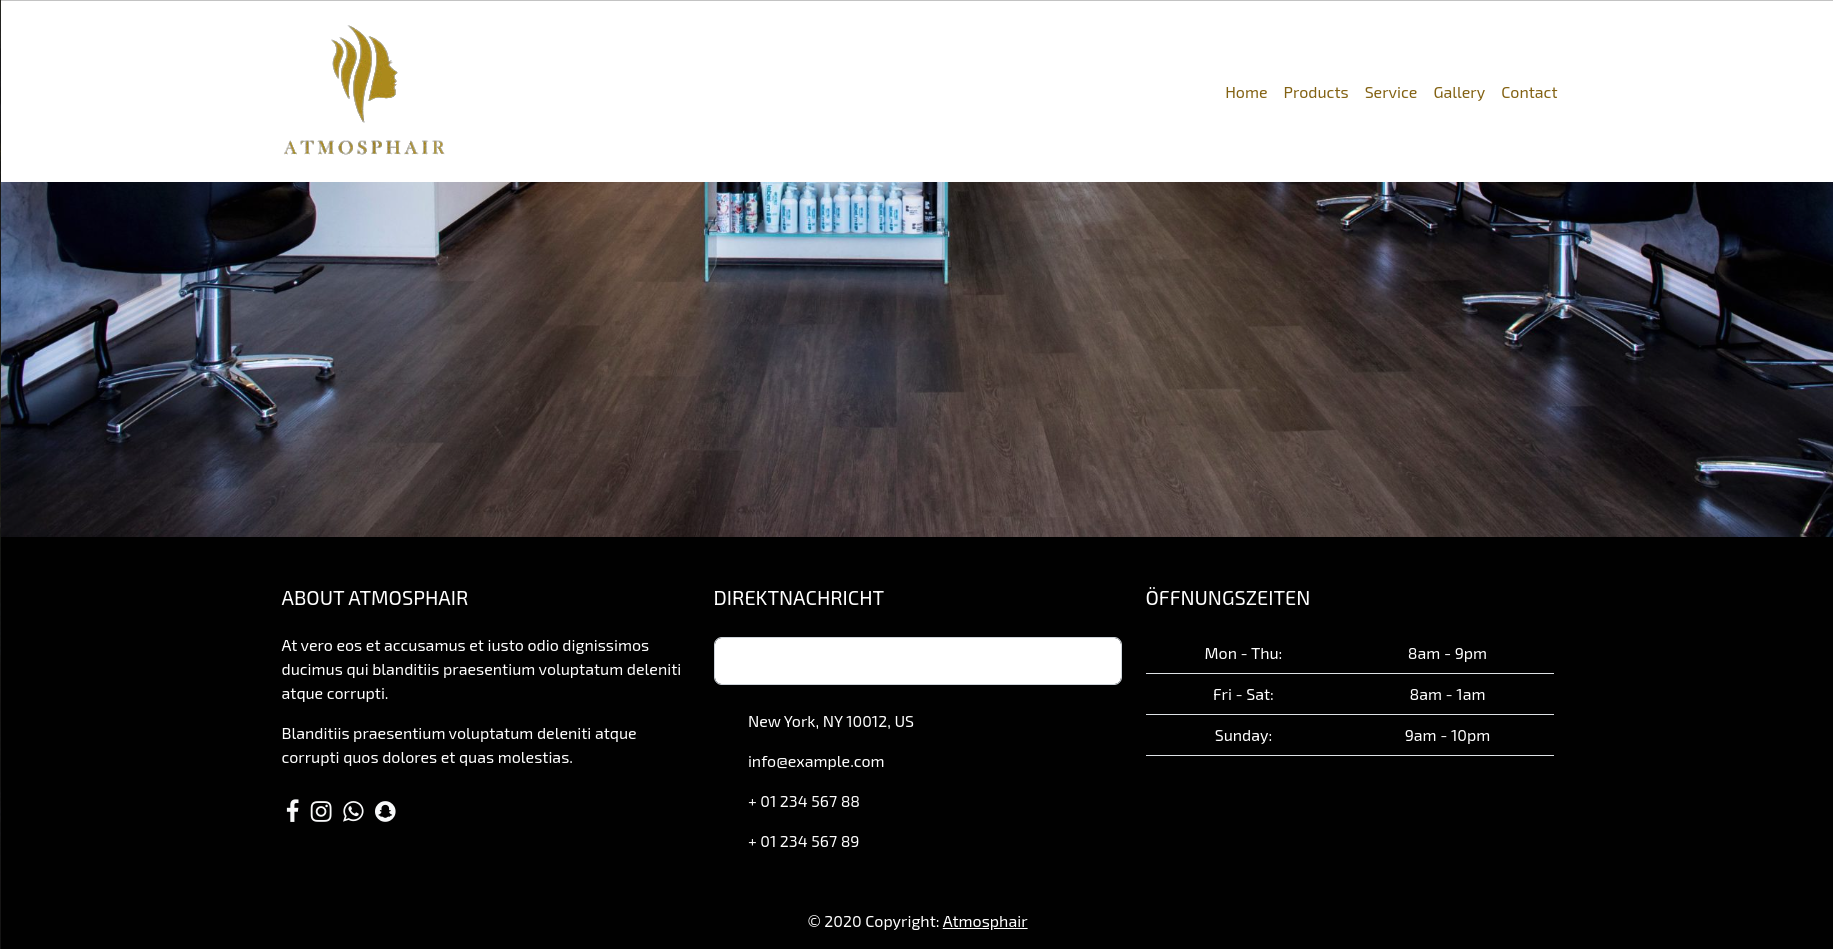 ATMOSPHAIR
Home Products Service Gallery Contact
ABOUT ATMOSPHAIR
At vero eos et accusamus et iusto odio dignissimos
ducimus qui blanditiis praesentium voluptatum deleniti
atque corrupti.
Blanditiis praesentium voluptatum deleniti atque
corrupti quos dolores et quas molestias.
DIREKTNACHRICHT
New York, NY 10012, US
info@example.com
+ 01 234 567 88
+ 01 234 567 89
ÖFFNUNGSZEITEN
Mon - Thu: 8am - 9pm
Fri - Sat: 8am - 1am
Sunday: 9am - 10pm
© 2020 Copyright: Atmosphair